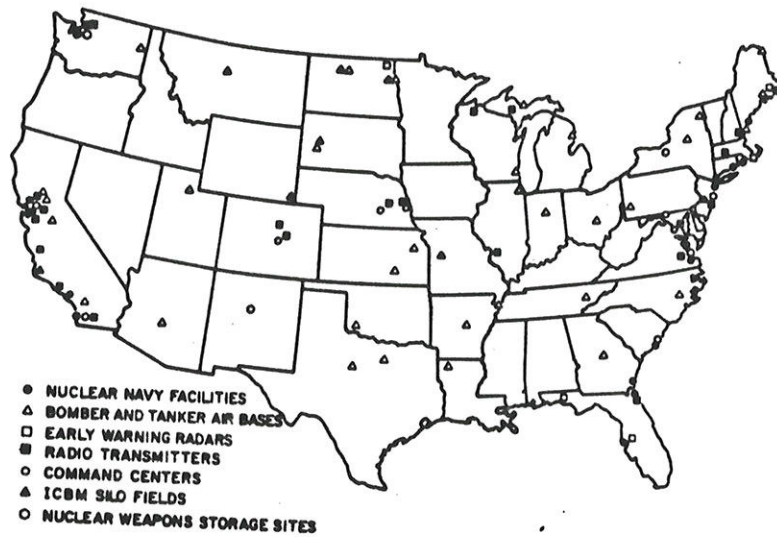 NUCLEAR NAVY FACILITIES
BOMBER AND TANKER AIR BASES
EARLY WARNING RADARS
RADIO TRANSMITTERS
COMMAND CENTERS
ICBM SILO FIELDS
NUCLEAR WEAPONS STORAGE SITES